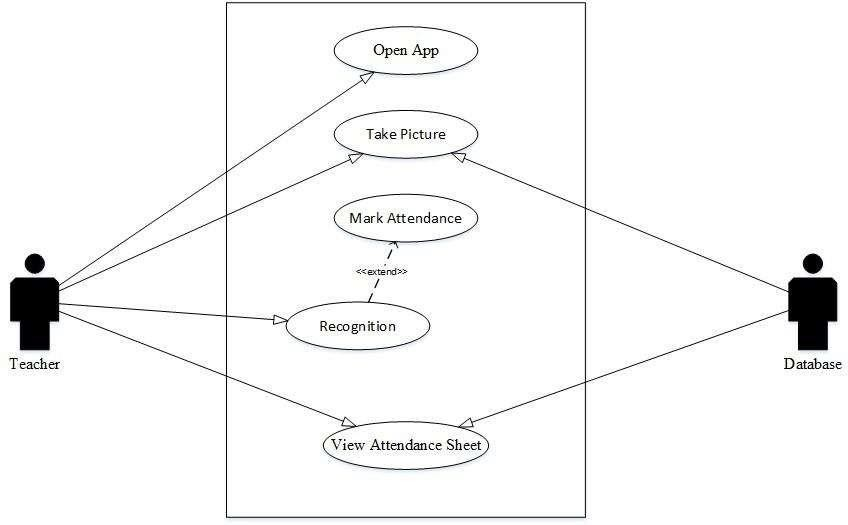 Open App
Take Picture
Mark Attendance
<<extend>>
Recognition
Teacher
Database
View Attendance Sheet